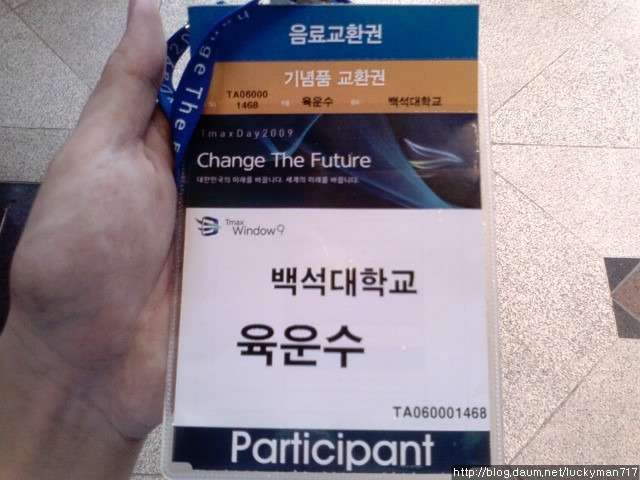 음료교환권
기념품 교환권
TA06000
1468
육운수
백석대학교
TmaxDay2009
Change The Future
대한민국의 미래를 바꿉니다. 세계의 미래를 바꿉니다.
Tmax
Window 9
백석대학교
육운수
TA060001468
Participant
http://blog.daum.net/luckyman717